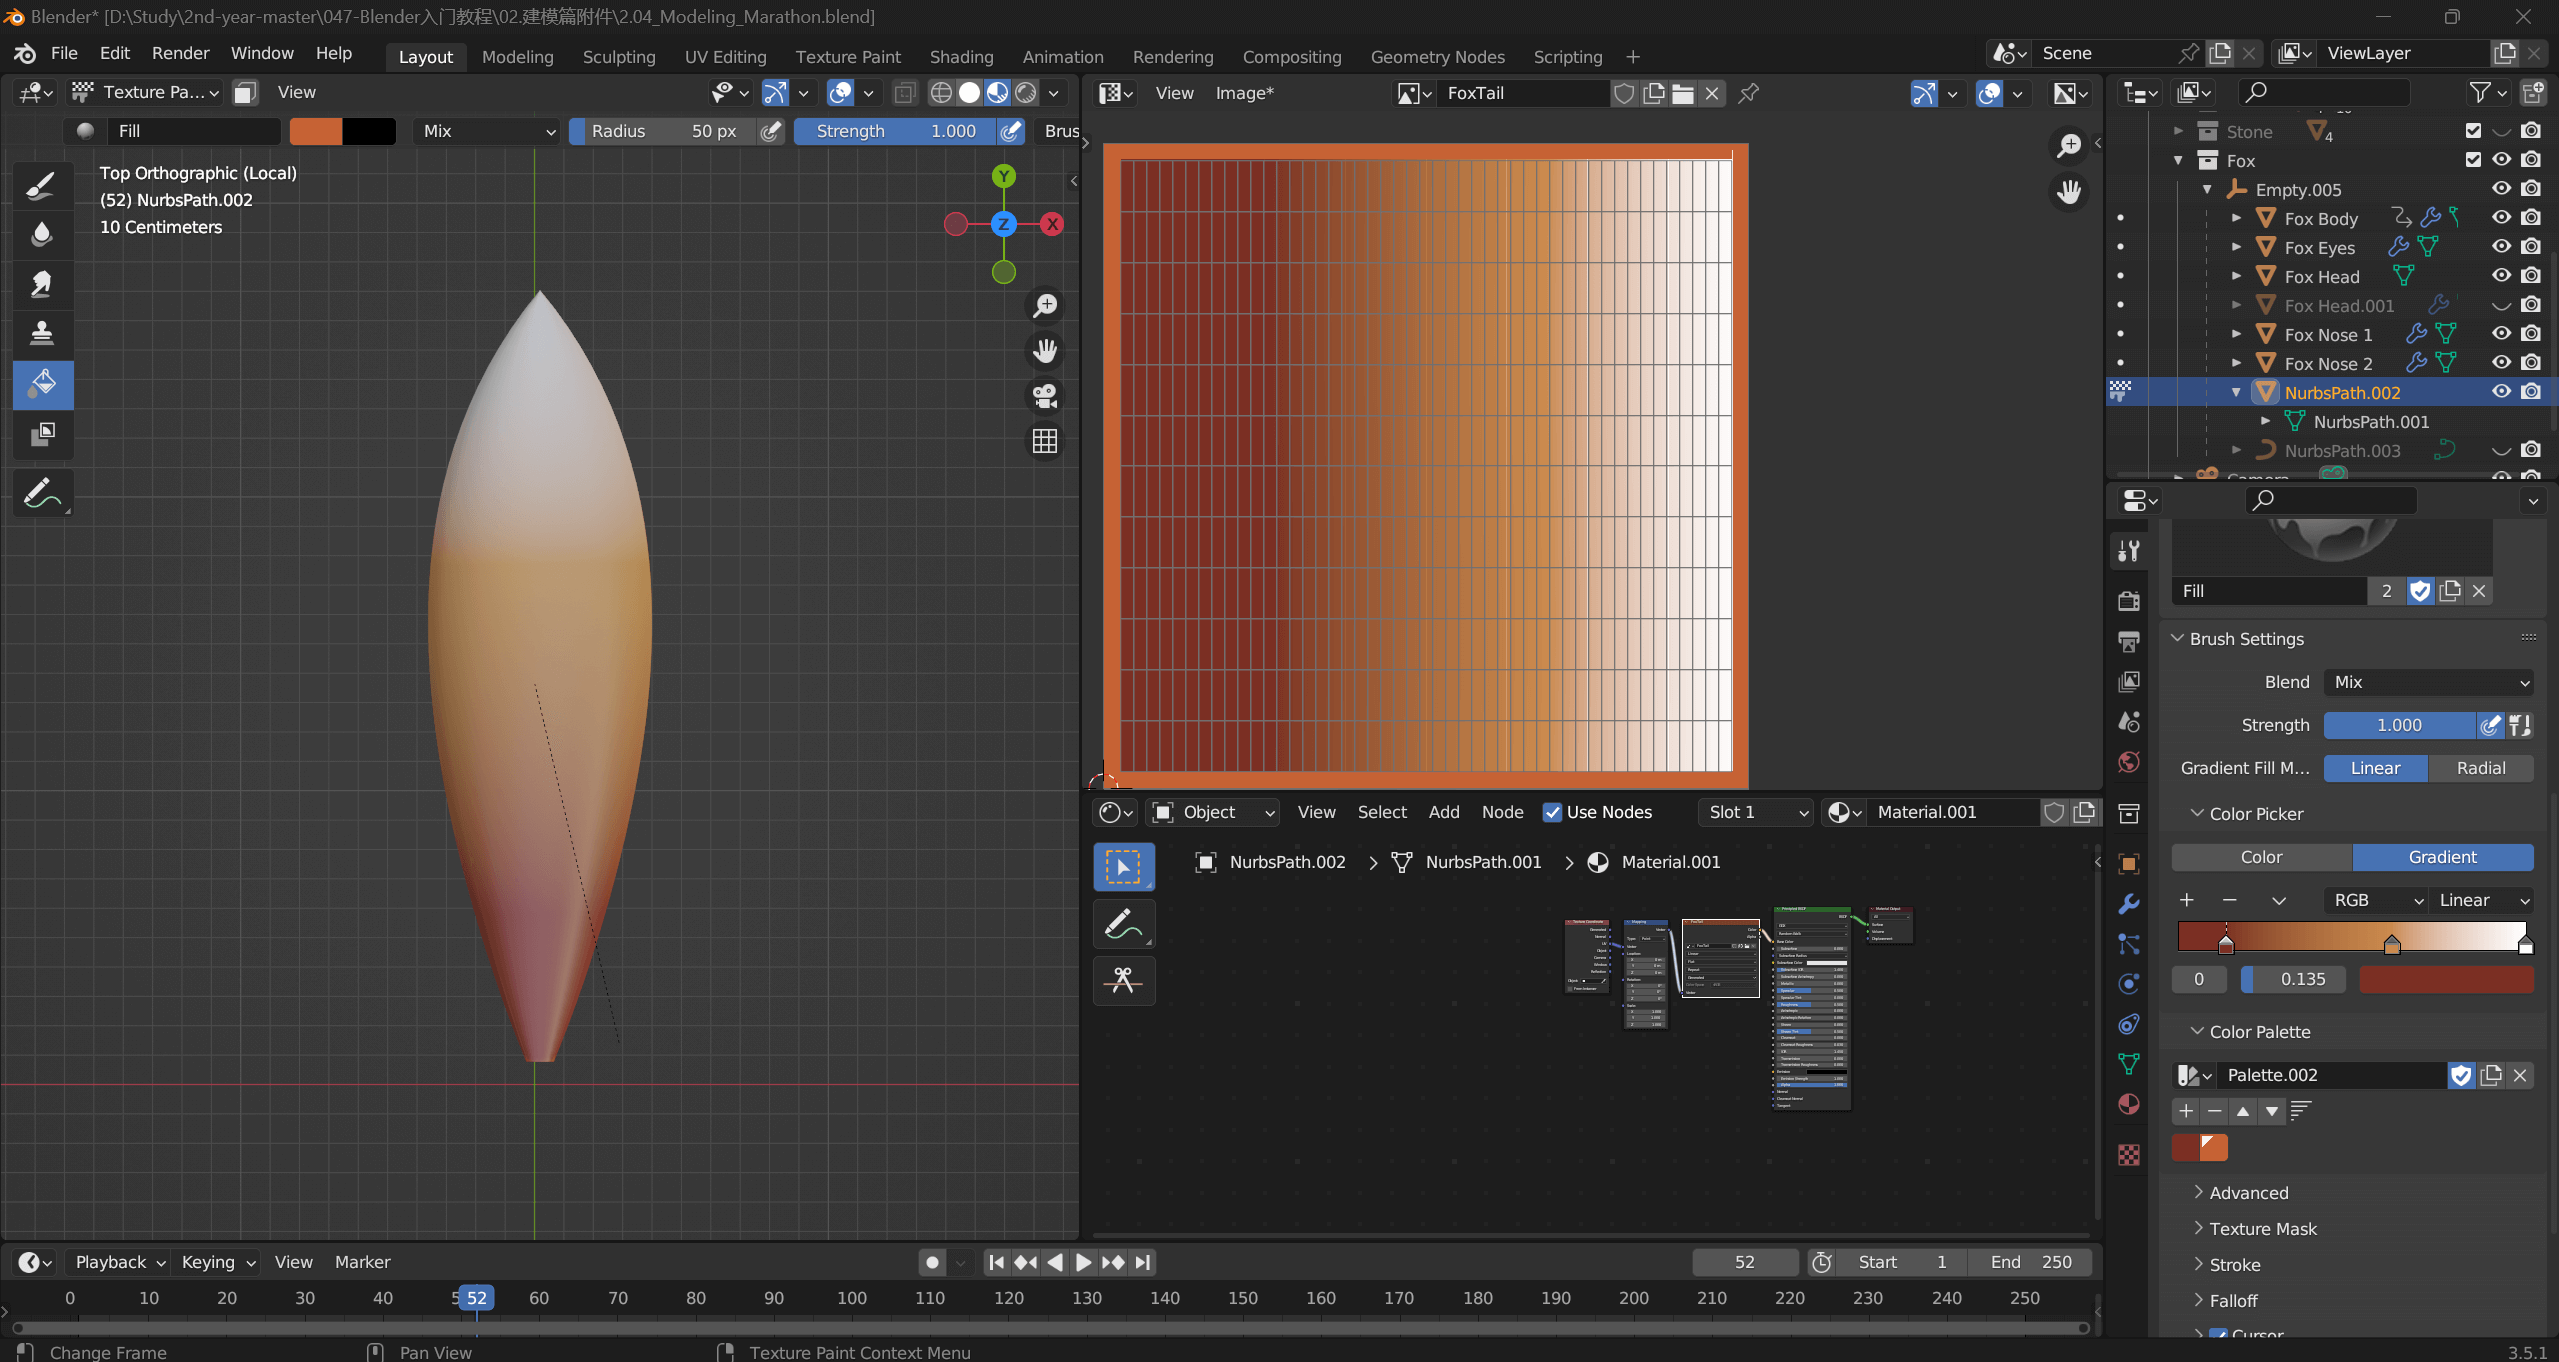 Blender* [D:\Study\2nd-year-master\047-Blender入门教程\02.建模篇附件\2.04_Modeling_Marathon.blend]
File Edit Render Window Help Layout Modeling Sculpting UV Editing Texture Paint Shading Animation Rendering Compositing Geometry Nodes Scripting + Scene ViewLayer
Texture Pa... View
Fill Mix Radius 50 px Strength 1.000 Brus
Top Orthographic (Local)
(52) NurbsPath.002
10 Centimeters
Y
Z
X
View Image* FoxTail
Object View Select Add Node Use Nodes Slot 1 Material.001
NurbsPath.002 > NurbsPath.001 > Material.001
Stone 4
Fox
Empty.005
Fox Body
Fox Eyes
Fox Head
Fox Head.001
Fox Nose 1
Fox Nose 2
NurbsPath.002
NurbsPath.001
NurbsPath.003
Camera
Fill 2
Brush Settings
Blend Mix
Strength 1.000
Gradient Fill M... Linear Radial
Color Picker
Color Gradient
RGB Linear
0 0.135
Color Palette
Palette.002
Advanced
Texture Mask
Stroke
Falloff
Cursor
Playback Keying View Marker 52 Start 1 End 250
0 10 20 30 40 5 52 60 70 80 90 100 110 120 130 140 150 160 170 180 190 200 210 220 230 240 250
Change Frame Pan View Texture Paint Context Menu 3.5.1